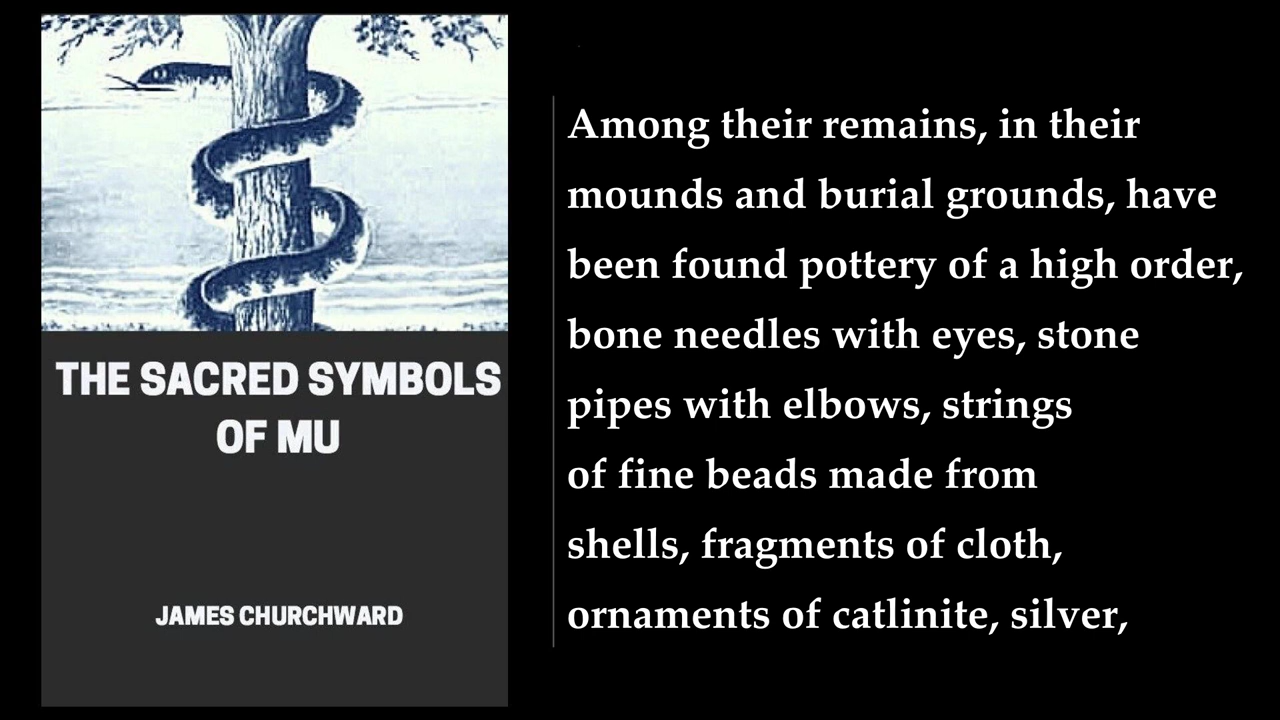 THE SACRED SYMBOLS
OF MU
JAMES CHURCHWARD
Among their remains, in their
mounds and burial grounds, have
been found pottery of a high order,
bone needles with eyes, stone
pipes with elbows, strings
of fine beads made from
shells, fragments of cloth,
ornaments of catlinite, silver,